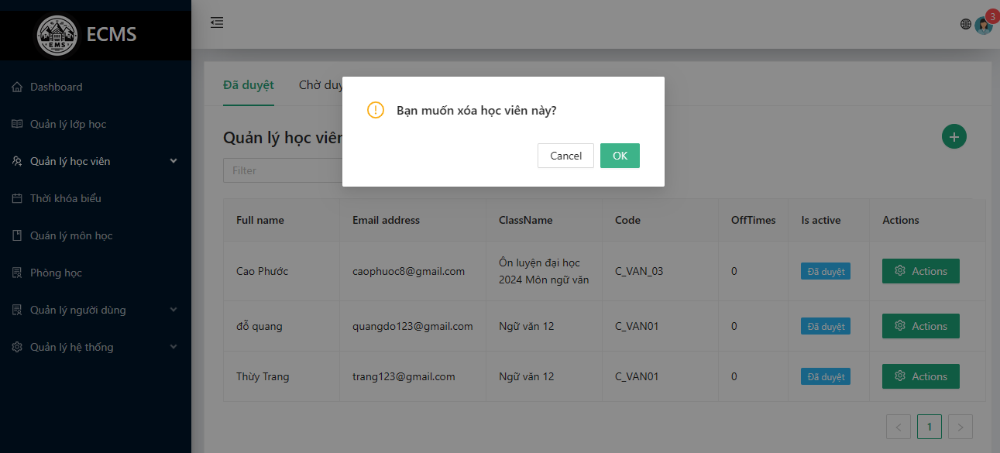 EMS
ECMS
3
Dashboard
Quản lý lớp học
Quản lý học viên
Thời khóa biểu
Quán lý môn học
Phòng học
Quản lý người dùng
Quản lý hệ thống
Đã duyệt
Chờ duy
Bạn muốn xóa học viên này?
Cancel
OK
Quản lý học viên
Filter
Full name
Email address
ClassName
Code
OffTimes
Is active
Actions
Cao Phước
caophuoc8@gmail.com
Ôn luyện đại học
2024 Môn ngữ văn
C_VAN_03
0
Đã duyệt
Actions
đỗ quang
quangdo123@gmail.com
Ngữ văn 12
C_VAN01
0
Đã duyệt
Actions
Thừy Trang
trang123@gmail.com
Ngữ văn 12
C_VAN01
0
Đã duyệt
Actions
< 1 >